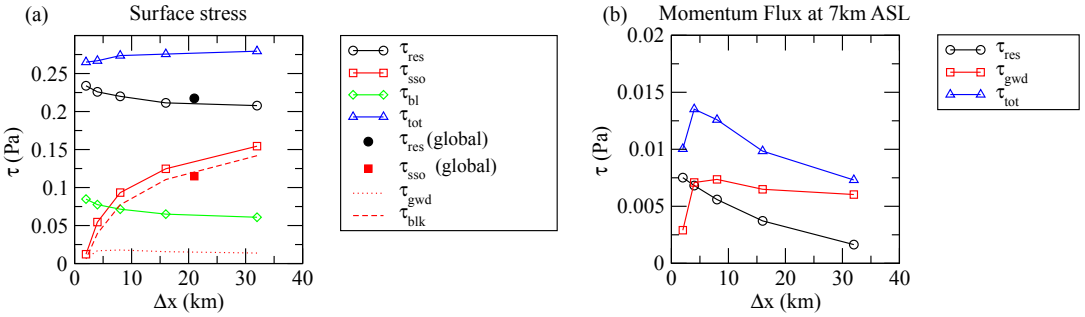 (a)
Surface stress
0.25
0.2
0.15
0.1
0.05
0
τ (Pa)
0 10 20 30 40
Δx (km)
τres
τsso
τbl
τtot
τres (global)
τsso (global)
τgwd
τblk
(b)
Momentum Flux at 7km ASL
0.02
0.015
0.01
0.005
0
τ (Pa)
0 10 20 30 40
Δx (km)
τres
τgwd
τtot